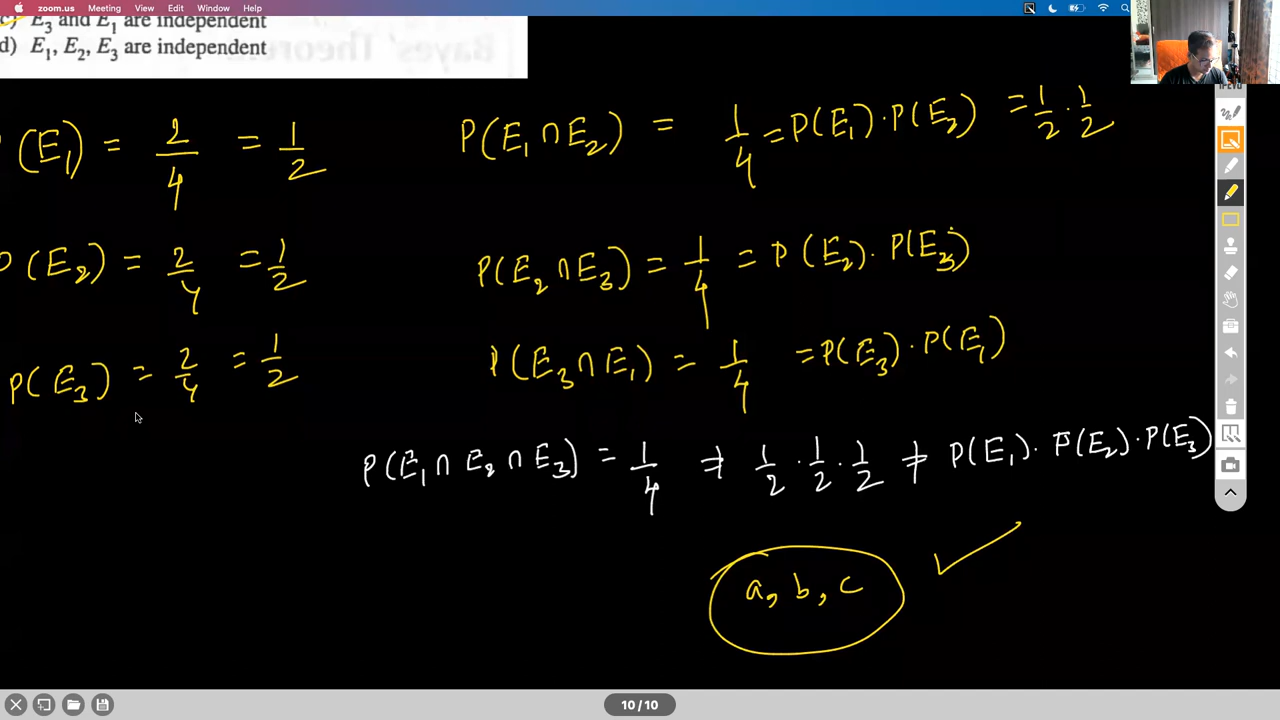 zoom.us Meeting View Edit Window Help
c) E₃ and E₁ are independent
d) E₁, E₂, E₃ are independent
Bayes' Theorem
P(E₁) = 2/4 = 1/2
P(E₁ ∩ E₂) = 1/4 = P(E₁) · P(E₂) = 1/2 · 1/2
P(E₂) = 2/4 = 1/2
P(E₂ ∩ E₃) = 1/4 = P(E₂) · P(E₃)
P(E₃) = 2/4 = 1/2
P(E₃ ∩ E₁) = 1/4 = P(E₃) · P(E₁)
P(E₁ ∩ E₂ ∩ E₃) = 1/4 ≠ 1/2 · 1/2 · 1/2 ≠ P(E₁) · P(E₂) · P(E₃)
a, b, c
10 / 10